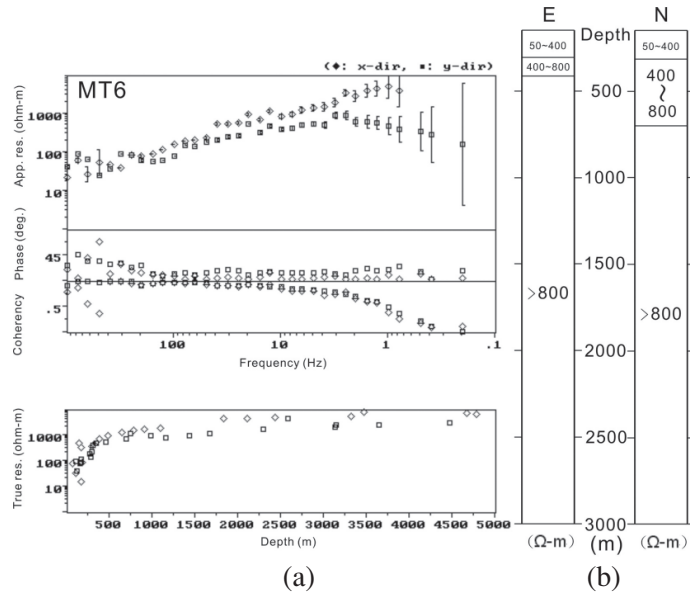 (◆: x-dir, ▪: y-dir)
MT6
App. res. (ohm-m)
1000
100
10
Phase (deg.)
45
Coherency
.5
100
10
1
.1
Frequency (Hz)
True res. (ohm-m)
1000
100
10
500
1000
1500
2000
2500
3000
3500
4000
4500
5000
Depth (m)
(a)
E
Depth
N
50~400
400~800
>800
(Ω-m)
500
1000
1500
2000
2500
3000
(m)
50~400
400
~
800
>800
(Ω-m)
(b)